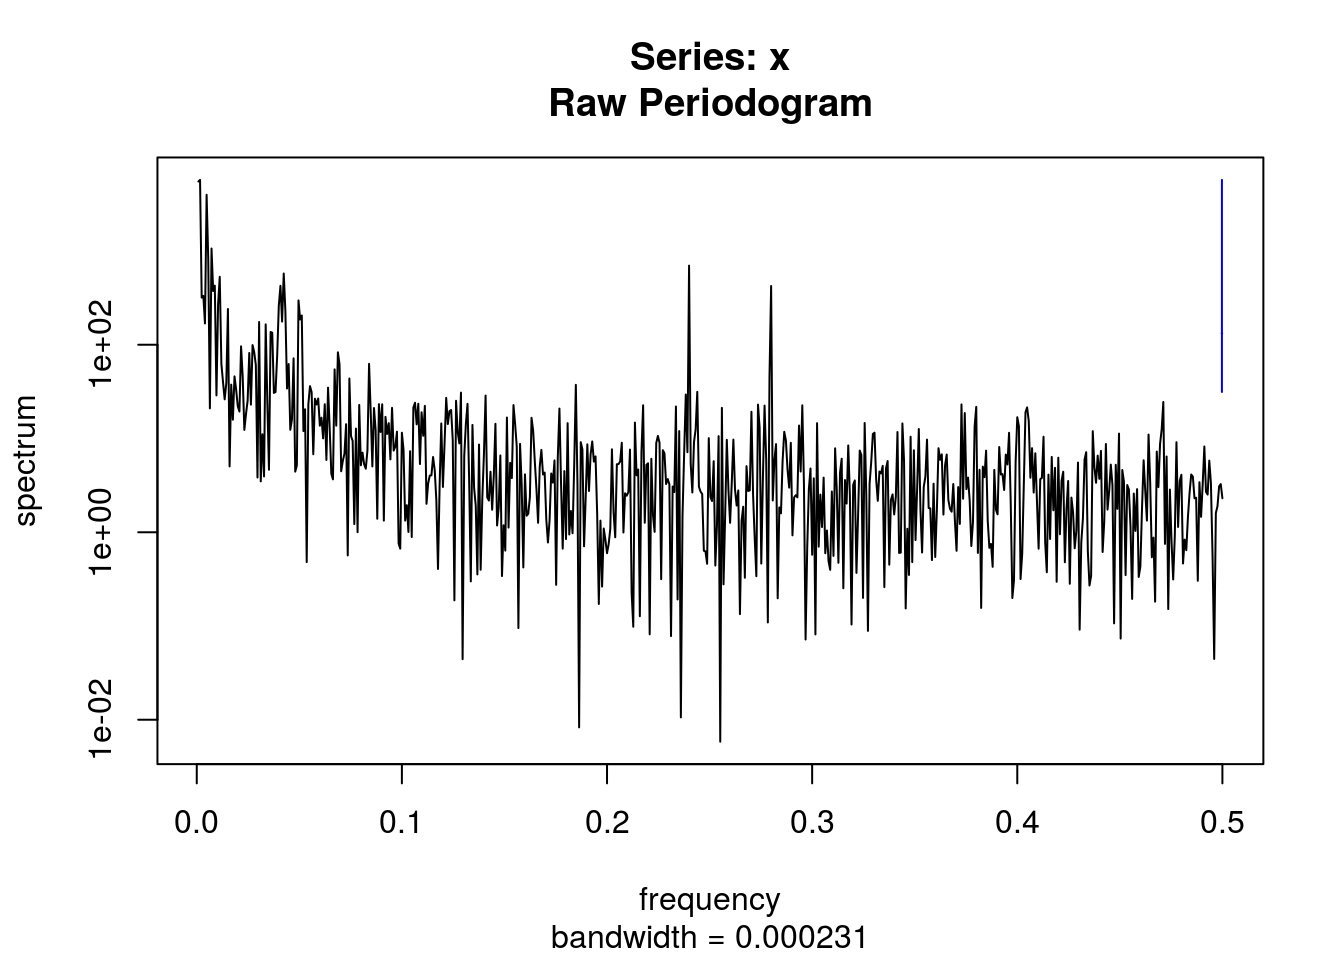 Series: x
Raw Periodogram
spectrum
1e+02
1e+00
1e-02
0.0 0.1 0.2 0.3 0.4 0.5
frequency
bandwidth = 0.000231